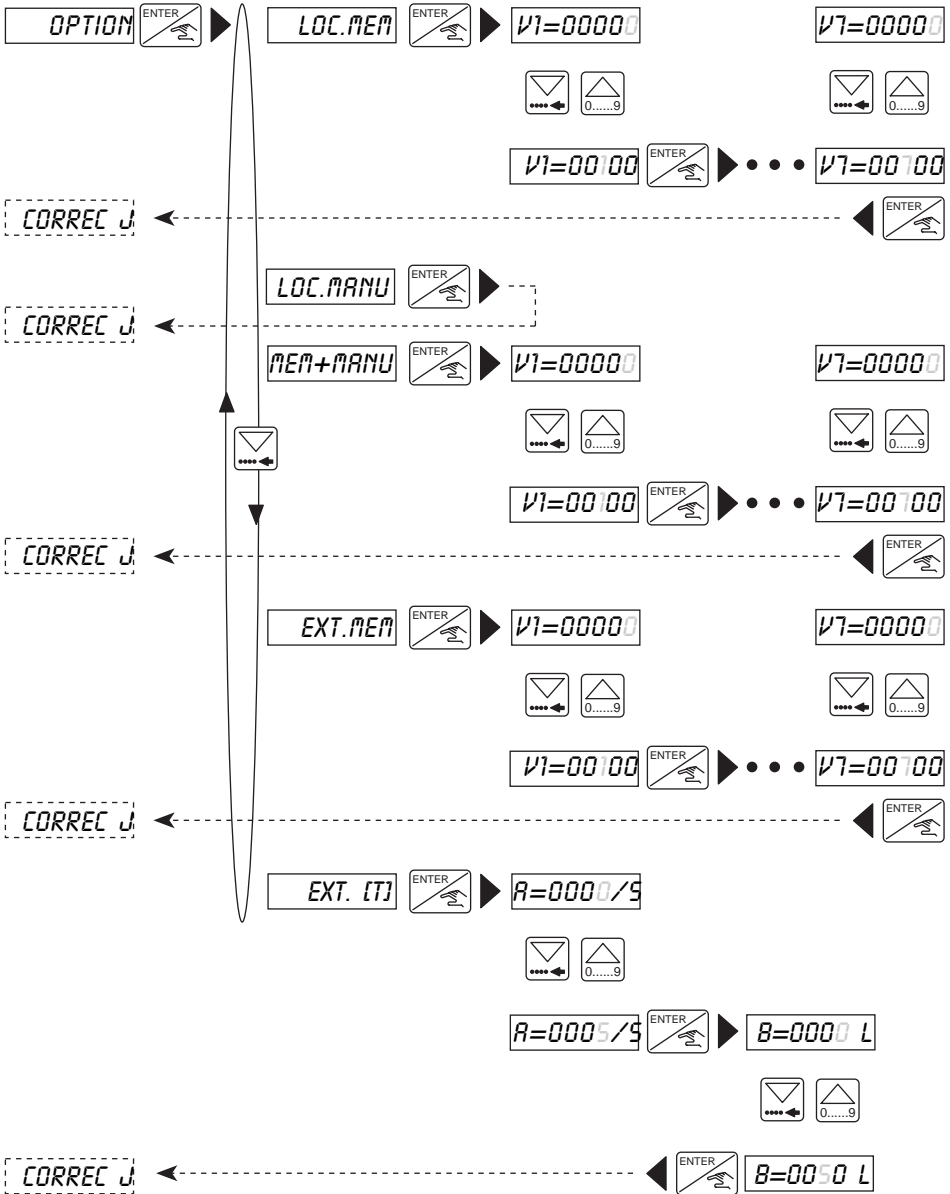 OPTION ENTER LOC.MEM ENTER V1=00000 V7=00000
0......9 0......9
V1=00100 ENTER V7=00700
CORREC J ENTER
LOC.MANU ENTER
CORREC J
MEM+MANU ENTER V1=00000 V7=00000
0......9 0......9
V1=00100 ENTER V7=00700
CORREC J ENTER
EXT.MEM ENTER V1=00000 V7=00000
0......9 0......9
V1=00100 ENTER V7=00700
CORREC J ENTER
EXT. [T] ENTER A=0000/S
0......9
A=0005/S ENTER B=0000 L
0......9
CORREC J ENTER B=0050 L